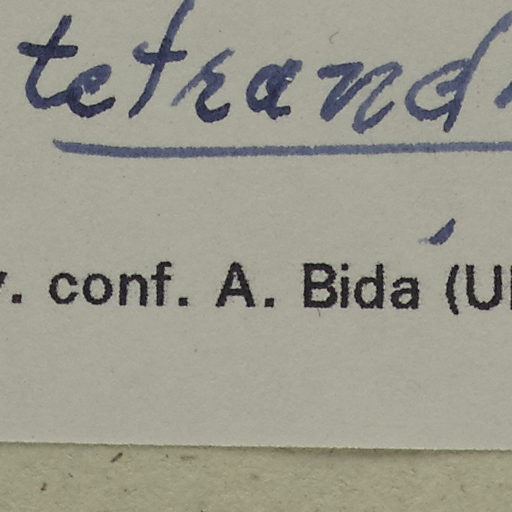 tetrand
conf. A. Bida (U